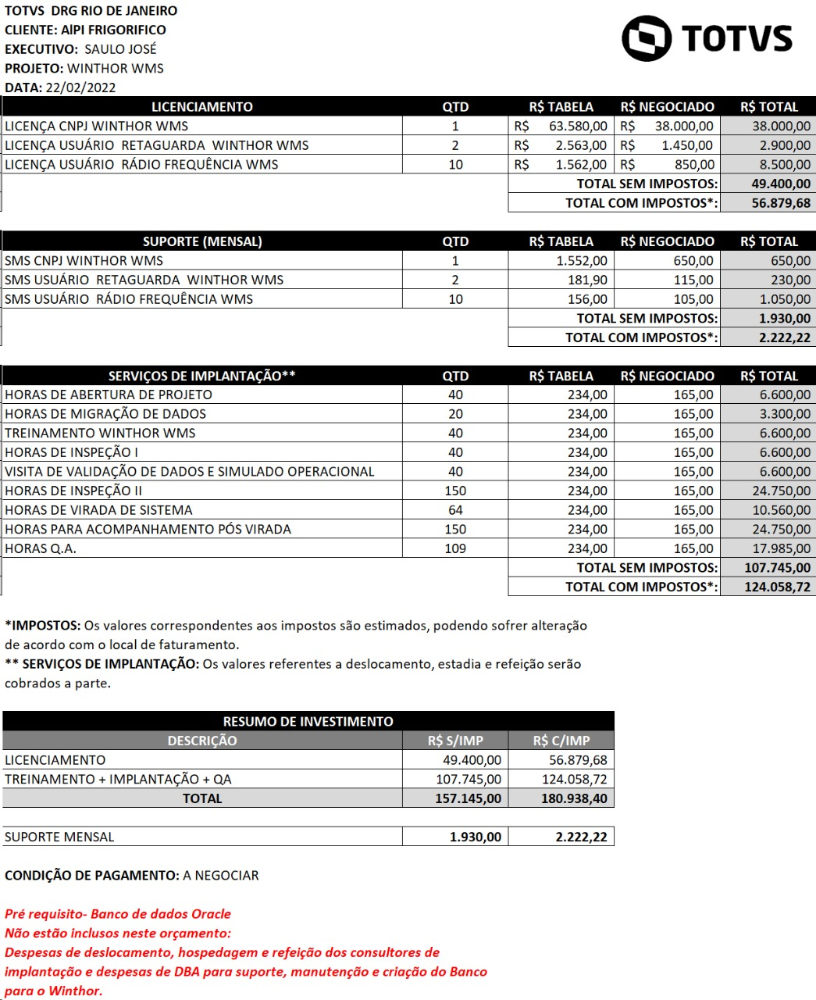 TOTVS DRG RIO DE JANEIRO
CLIENTE: AIPI FRIGORIFICO
EXECUTIVO: SAULO JOSÉ
PROJETO: WINTHOR WMS
DATA: 22/02/2022
TOTVS
LICENCIAMENTO QTD R$ TABELA R$ NEGOCIADO R$ TOTAL
LICENÇA CNPJ WINTHOR WMS 1 R$ 63.580,00 R$ 38.000,00 38.000,00
LICENÇA USUÁRIO RETAGUARDA WINTHOR WMS 2 R$ 2.563,00 R$ 1.450,00 2.900,00
LICENÇA USUÁRIO RÁDIO FREQUÊNCIA WMS 10 R$ 1.562,00 R$ 850,00 8.500,00
TOTAL SEM IMPOSTOS: 49.400,00
TOTAL COM IMPOSTOS*: 56.879,68
SUPORTE (MENSAL) QTD R$ TABELA R$ NEGOCIADO R$ TOTAL
SMS CNPJ WINTHOR WMS 1 1.552,00 650,00 650,00
SMS USUÁRIO RETAGUARDA WINTHOR WMS 2 181,90 115,00 230,00
SMS USUÁRIO RÁDIO FREQUÊNCIA WMS 10 156,00 105,00 1.050,00
TOTAL SEM IMPOSTOS: 1.930,00
TOTAL COM IMPOSTOS*: 2.222,22
SERVIÇOS DE IMPLANTAÇÃO** QTD R$ TABELA R$ NEGOCIADO R$ TOTAL
HORAS DE ABERTURA DE PROJETO 40 234,00 165,00 6.600,00
HORAS DE MIGRAÇÃO DE DADOS 20 234,00 165,00 3.300,00
TREINAMENTO WINTHOR WMS 40 234,00 165,00 6.600,00
HORAS DE INSPEÇÃO I 40 234,00 165,00 6.600,00
VISITA DE VALIDAÇÃO DE DADOS E SIMULADO OPERACIONAL 40 234,00 165,00 6.600,00
HORAS DE INSPEÇÃO II 150 234,00 165,00 24.750,00
HORAS DE VIRADA DE SISTEMA 64 234,00 165,00 10.560,00
HORAS PARA ACOMPANHAMENTO PÓS VIRADA 150 234,00 165,00 24.750,00
HORAS Q.A. 109 234,00 165,00 17.985,00
TOTAL SEM IMPOSTOS: 107.745,00
TOTAL COM IMPOSTOS*: 124.058,72
*IMPOSTOS: Os valores correspondentes aos impostos são estimados, podendo sofrer alteração
de acordo com o local de faturamento.
** SERVIÇOS DE IMPLANTAÇÃO: Os valores referentes a deslocamento, estadia e refeição serão
cobrados a parte.
RESUMO DE INVESTIMENTO
DESCRIÇÃO R$ S/IMP R$ C/IMP
LICENCIAMENTO 49.400,00 56.879,68
TREINAMENTO + IMPLANTAÇÃO + QA 107.745,00 124.058,72
TOTAL 157.145,00 180.938,40
SUPORTE MENSAL 1.930,00 2.222,22
CONDIÇÃO DE PAGAMENTO: A NEGOCIAR
Pré requisito- Banco de dados Oracle
Não estão inclusos neste orçamento:
Despesas de deslocamento, hospedagem e refeição dos consultores de
implantação e despesas de DBA para suporte, manutenção e criação do Banco
para o Winthor.